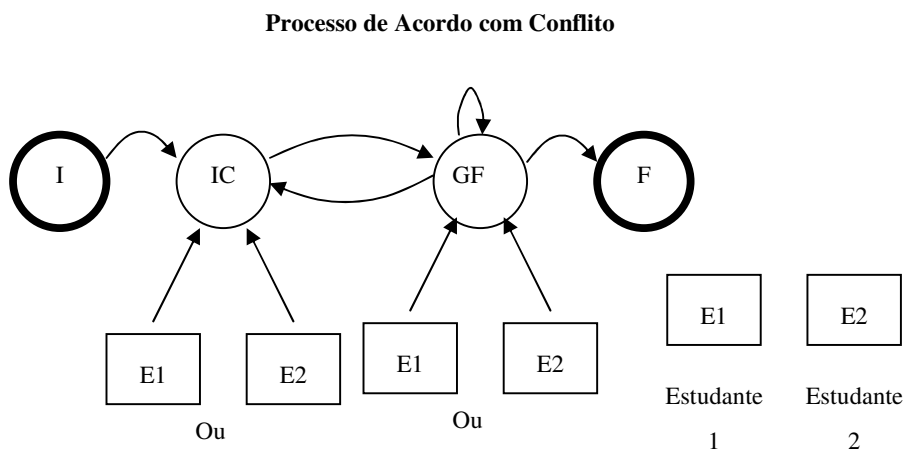 Processo de Acordo com Conflito
I
IC
GF
F
E1
E2
Ou
E1
E2
Ou
E1
E2
Estudante
1
Estudante
2